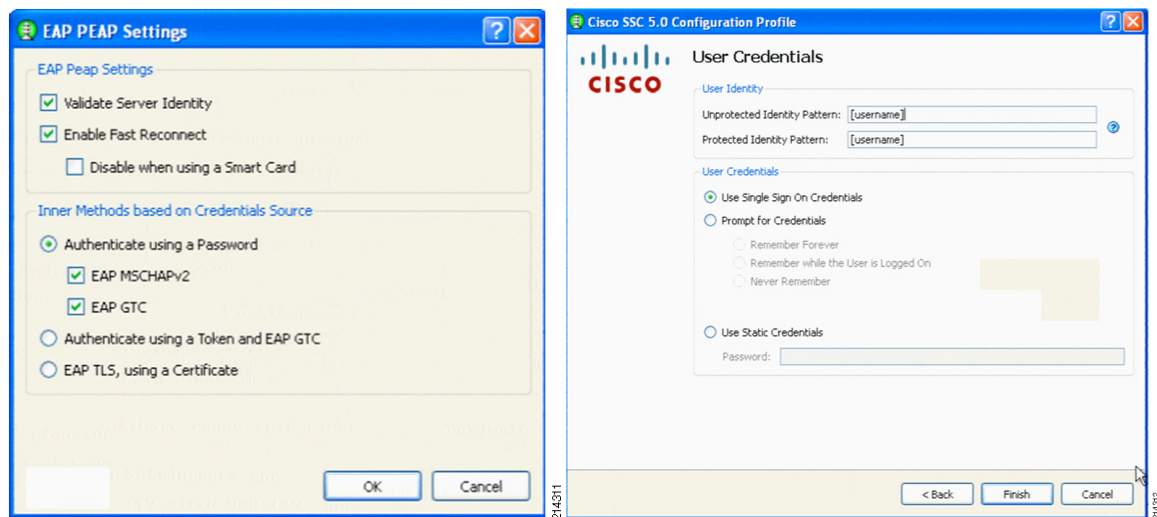 EAP PEAP Settings
EAP Peap Settings
Validate Server Identity
Enable Fast Reconnect
Disable when using a Smart Card
Inner Methods based on Credentials Source
Authenticate using a Password
EAP MSCHAPv2
EAP GTC
Authenticate using a Token and EAP GTC
EAP TLS, using a Certificate
OK Cancel
214311
Cisco SSC 5.0 Configuration Profile
CISCO
User Credentials
User Identity
Unprotected Identity Pattern: [username]
Protected Identity Pattern: [username]
User Credentials
Use Single Sign On Credentials
Prompt for Credentials
Remember Forever
Remember while the User is Logged On
Never Remember
Use Static Credentials
Password:
< Back Finish Cancel